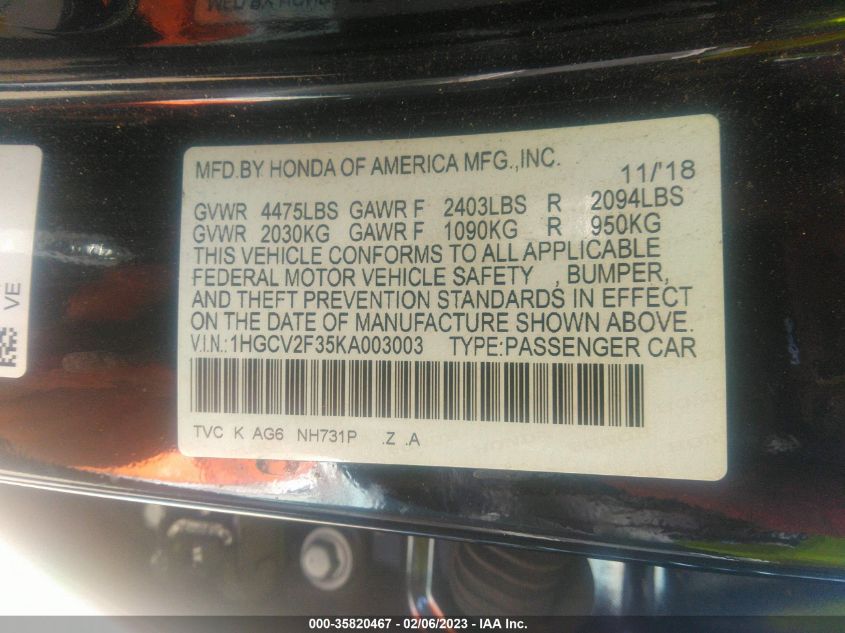 MFD.BY HONDA OF AMERICA MFG.,INC. 11/'18
GVWR 4475LBS GAWR F 2403LBS R 2094LBS
GVWR 2030KG GAWR F 1090KG R 950KG
THIS VEHICLE CONFORMS TO ALL APPLICABLE
FEDERAL MOTOR VEHICLE SAFETY , BUMPER,
AND THEFT PREVENTION STANDARDS IN EFFECT
ON THE DATE OF MANUFACTURE SHOWN ABOVE.
V.I.N.:1HGCV2F35KA003003 TYPE:PASSENGER CAR
TVC K AG6 NH731P .Z .A
VE
000-35820467 - 02/06/2023 - IAA Inc.